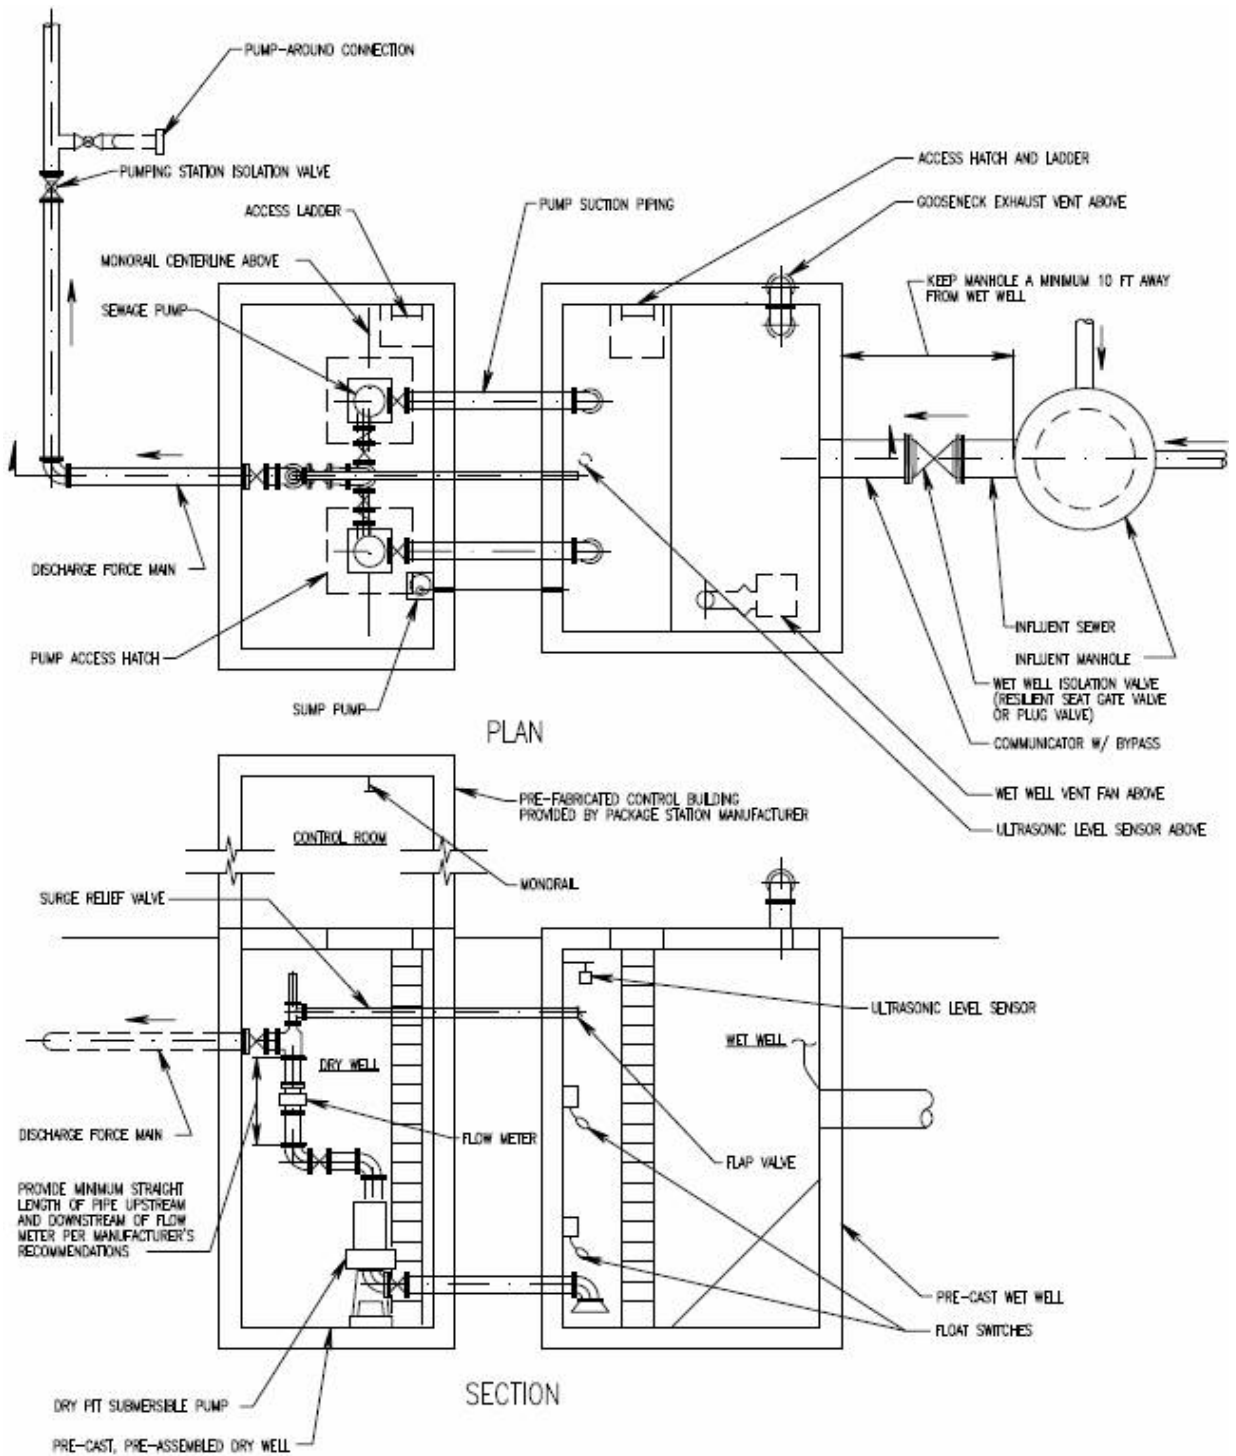 PUMP-AROUND CONNECTION
PUMPING STATION ISOLATION VALVE
ACCESS LADDER
PUMP SUCTION PIPING
ACCESS HATCH AND LADDER
GOOSENECK EXHAUST VENT ABOVE
MONORAIL CENTERLINE ABOVE
SEWAGE PUMP
KEEP MANHOLE A MINIMUM 10 FT AWAY
FROM WET WELL
DISCHARGE FORCE MAIN
PUMP ACCESS HATCH
SUMP PUMP
INFLUENT SEWER
INFLUENT MANHOLE
WET WELL ISOLATION VALVE
(RESILIENT SEAT GATE VALVE
OR PLUG VALVE)
COMMUNICATOR W/ BYPASS
WET WELL VENT FAN ABOVE
ULTRASONIC LEVEL SENSOR ABOVE
PLAN
PRE-FABRICATED CONTROL BUILDING
PROVIDED BY PACKAGE STATION MANUFACTURER
CONTROL ROOM
MONORAIL
SURGE RELIEF VALVE
ULTRASONIC LEVEL SENSOR
WET WELL
DRY WELL
DISCHARGE FORCE MAIN
FLOW METER
FLAP VALVE
PROVIDE MINIMUM STRAIGHT
LENGTH OF PIPE UPSTREAM
AND DOWNSTREAM OF FLOW
METER PER MANUFACTURER'S
RECOMMENDATIONS
PRE-CAST WET WELL
FLOAT SWITCHES
SECTION
DRY PIT SUBMERSIBLE PUMP
PRE-CAST, PRE-ASSEMBLED DRY WELL